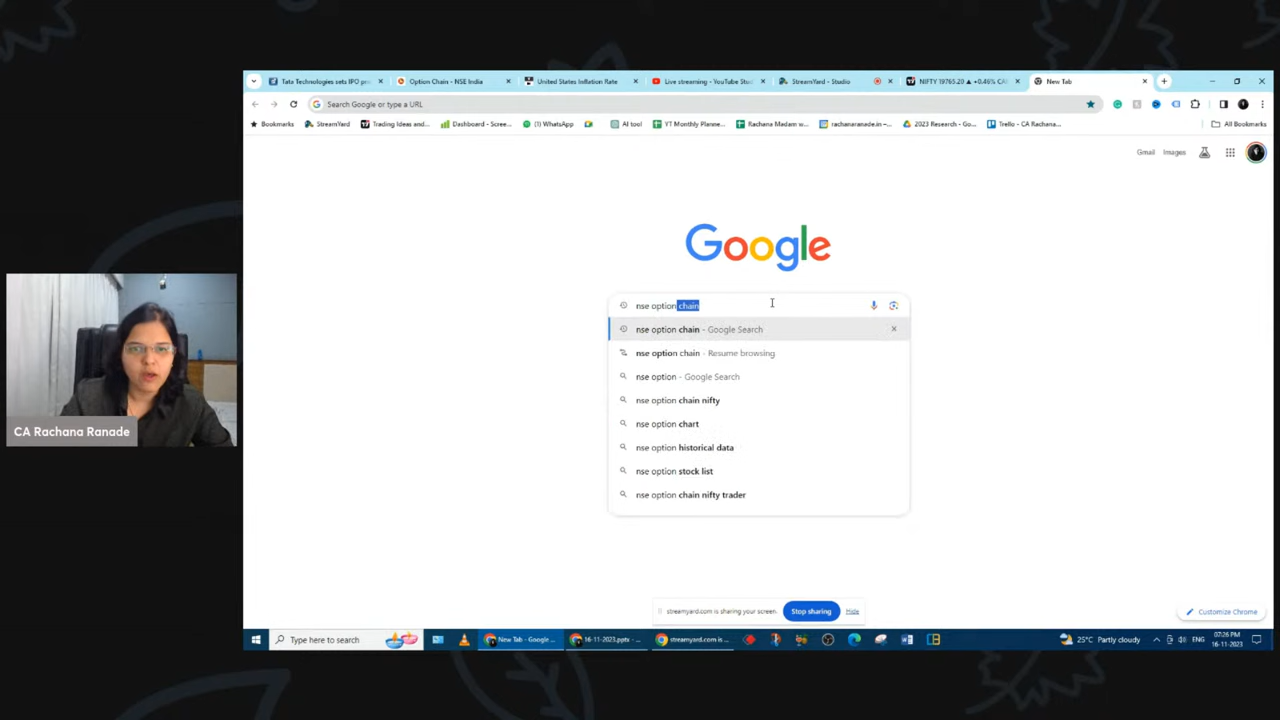 Tata Technologies sets IPO pr
Option Chain - NSE India
United States Inflation Rate
Live streaming - YouTube Stud
StreamYard - Studio
NIFTY 19765.20 ▲ +0.46% CA
New Tab
Search Google or type a URL
Bookmarks
StreamYard
Trading Ideas and...
Dashboard – Scree...
(1) WhatsApp
AI tool
YT Monthly Planne...
Rachana Madam w...
rachanaranade.in –...
2023 Research - Go...
Trello - CA Rachana...
All Bookmarks
Gmail
Images
Google
nse option chain
nse option chain - Google Search
nse option chain - Resume browsing
nse option - Google Search
nse option chain nifty
nse option chart
nse option historical data
nse option stock list
nse option chain nifty trader
CA Rachana Ranade
streamyard.com is sharing your screen.
Stop sharing
Hide
Customize Chrome
Type here to search
New Tab - Google ...
16-11-2023.pptx - ...
streamyard.com is ...
25°C Partly cloudy
ENG
07:26 PM
16-11-2023